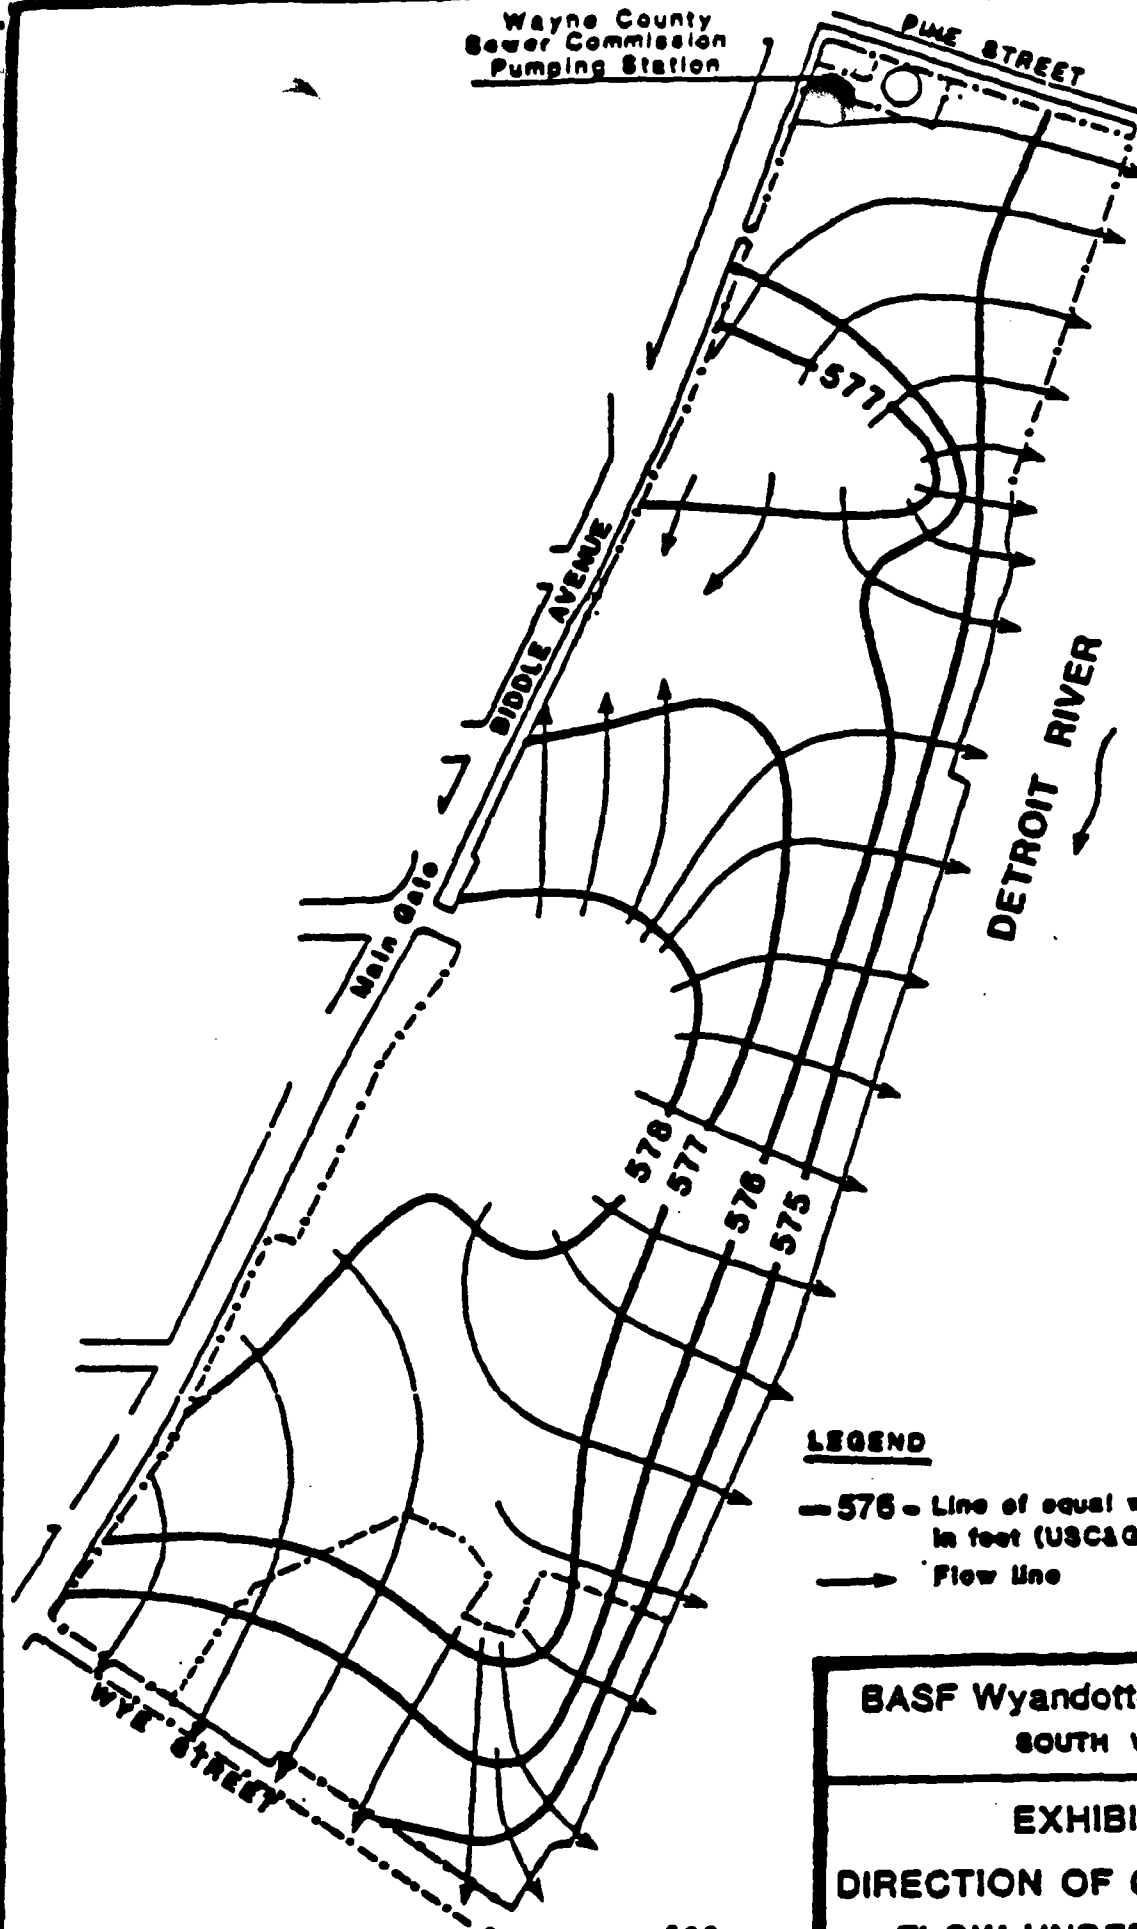 Wayne County
Sewer Commission
Pumping Station
PINE STREET
577
BIDDLE AVENUE
DETROIT RIVER
Main Gate
578
577
576
575
LEGEND
576 - Line of equal
in feet (USC&G
Flow line
WYE STREET
BASF Wyandott
SOUTH
EXHIBI
DIRECTION OF